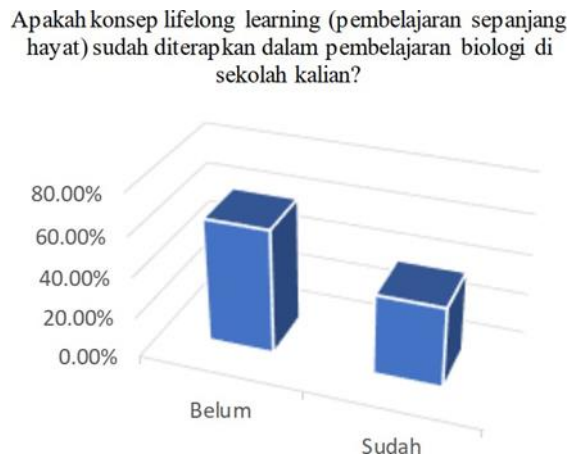 Apakah konsep lifelong learning (pembelajaran sepanjang
hayat) sudah diterapkan dalam pembelajaran biologi di
sekolah kalian?
80.00%
60.00%
40.00%
20.00%
0.00%
Belum
Sudah